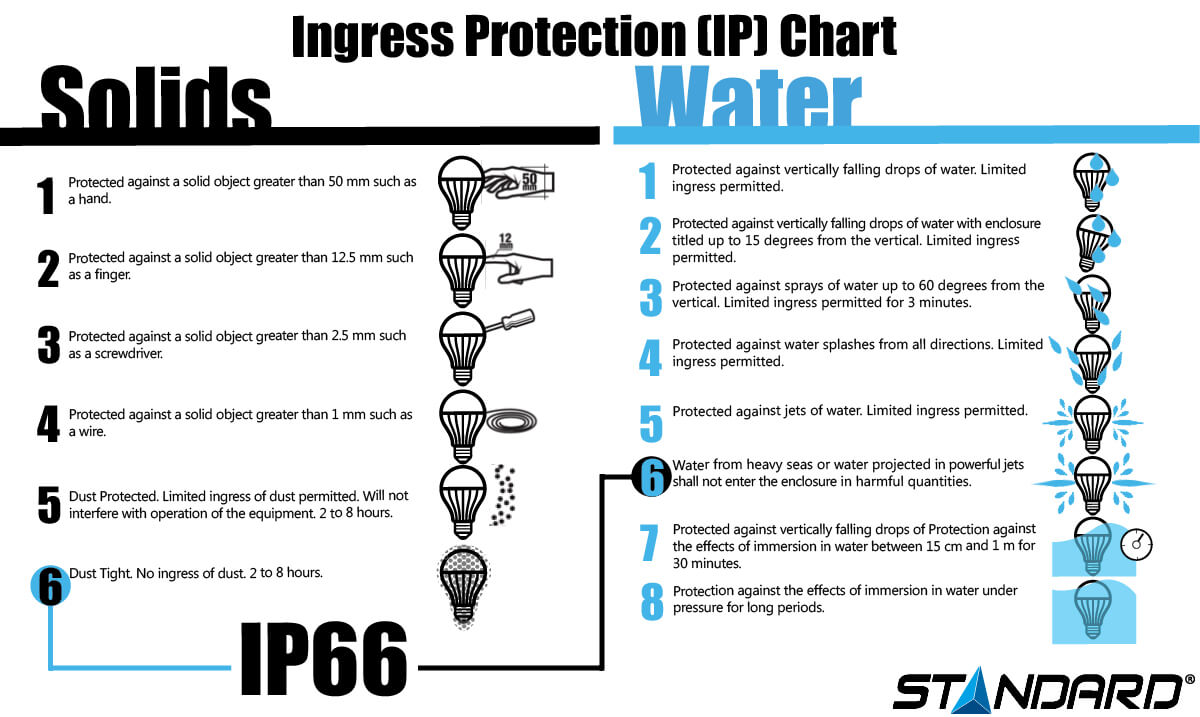 Ingress Protection (IP) Chart
Solids
1
Protected against a solid object greater than 50 mm such as
a hand.
50
mm
2
Protected against a solid object greater than 12.5 mm such
as a finger.
12
mm
3
Protected against a solid object greater than 2.5 mm such
as a screwdriver.
4
Protected against a solid object greater than 1 mm such as
a wire.
5
Dust Protected. Limited ingress of dust permitted. Will not
interfere with operation of the equipment. 2 to 8 hours.
6
Dust Tight. No ingress of dust. 2 to 8 hours.
IP66
Water
1
Protected against vertically falling drops of water. Limited
ingress permitted.
2
Protected against vertically falling drops of water with enclosure
titled up to 15 degrees from the vertical. Limited ingress
permitted.
3
Protected against sprays of water up to 60 degrees from the
vertical. Limited ingress permitted for 3 minutes.
4
Protected against water splashes from all directions. Limited
ingress permitted.
5
Protected against jets of water. Limited ingress permitted.
6
Water from heavy seas or water projected in powerful jets
shall not enter the enclosure in harmful quantities.
7
Protected against vertically falling drops of Protection against
the effects of immersion in water between 15 cm and 1 m for
30 minutes.
8
Protection against the effects of immersion in water under
pressure for long periods.
STANDARD®